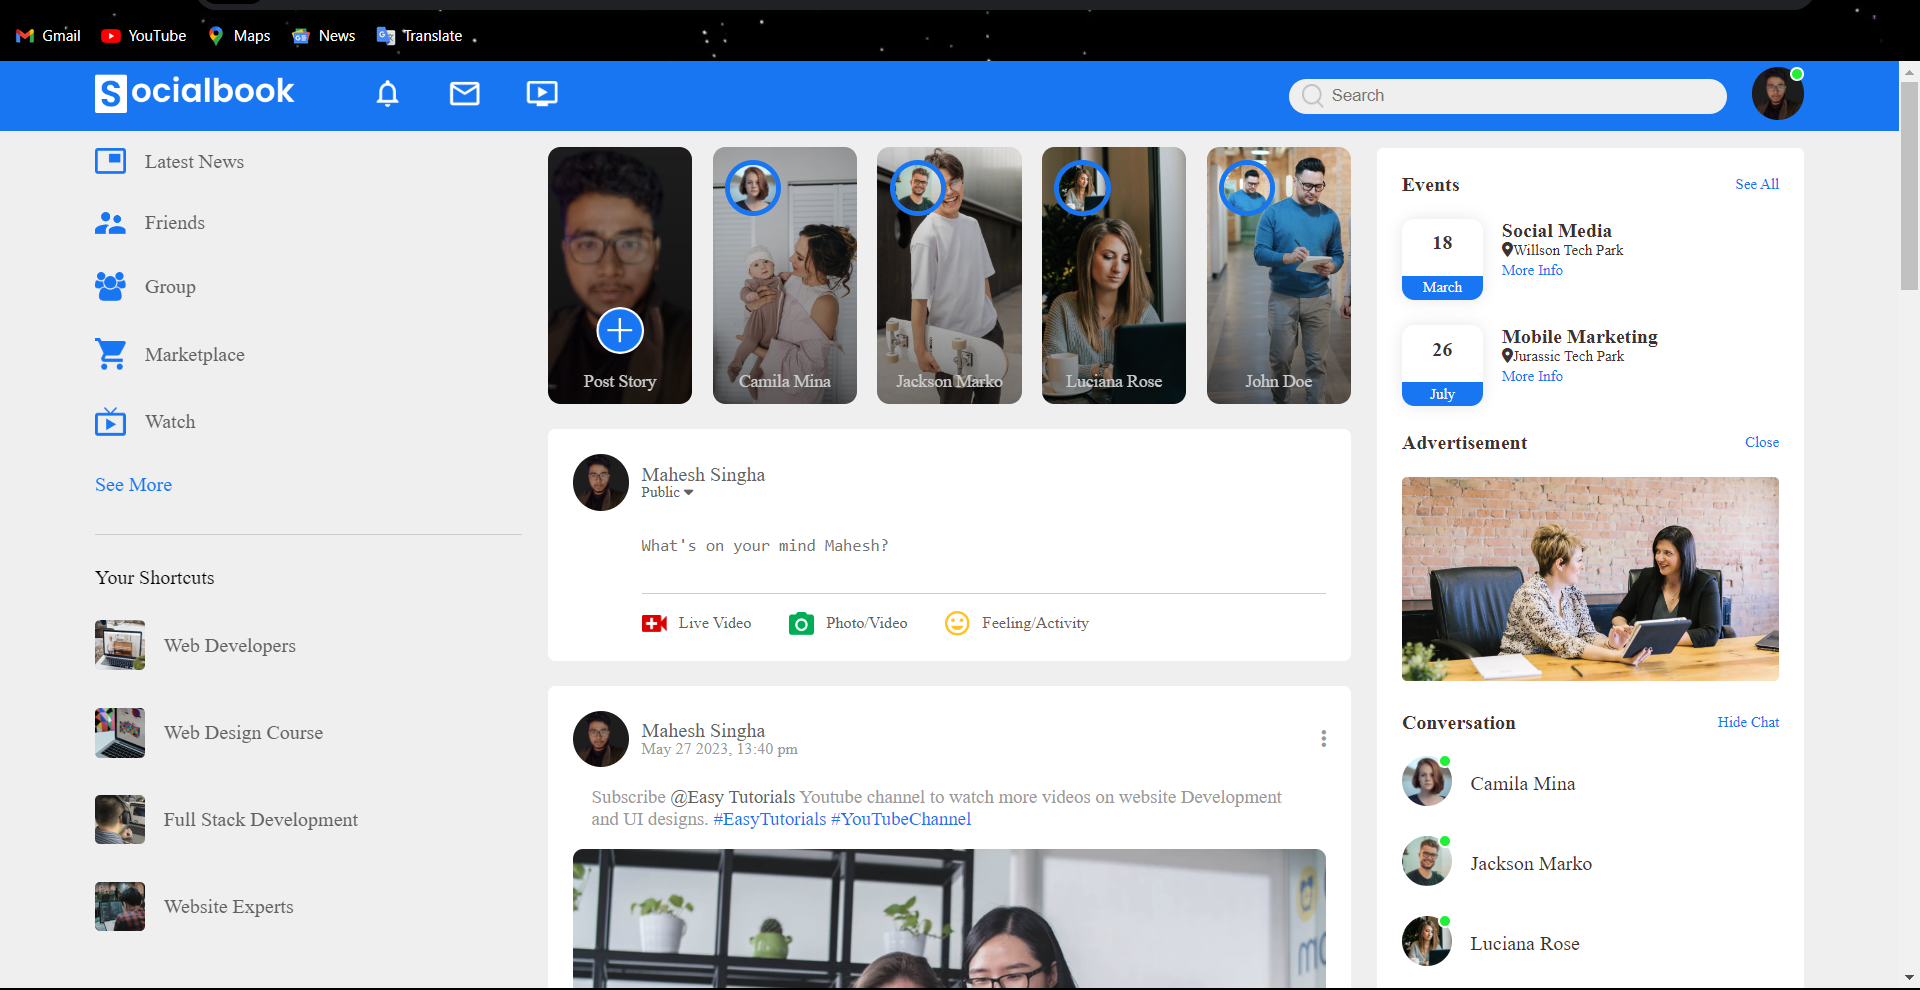 Gmail
YouTube
Maps
News
Translate
Socialbook
Search
Latest News
Friends
Group
Marketplace
Watch
See More
Your Shortcuts
Web Developers
Web Design Course
Full Stack Development
Website Experts
Post Story
Camila Mina
Jackson Marko
Luciana Rose
John Doe
Mahesh Singha
Public
What's on your mind Mahesh?
Live Video
Photo/Video
Feeling/Activity
Mahesh Singha
May 27 2023, 13:40 pm
Subscribe @Easy Tutorials Youtube channel to watch more videos on website Development
and UI designs. #EasyTutorials #YouTubeChannel
Events
See All
18
March
Social Media
Willson Tech Park
More Info
26
July
Mobile Marketing
Jurassic Tech Park
More Info
Advertisement
Close
Conversation
Hide Chat
Camila Mina
Jackson Marko
Luciana Rose